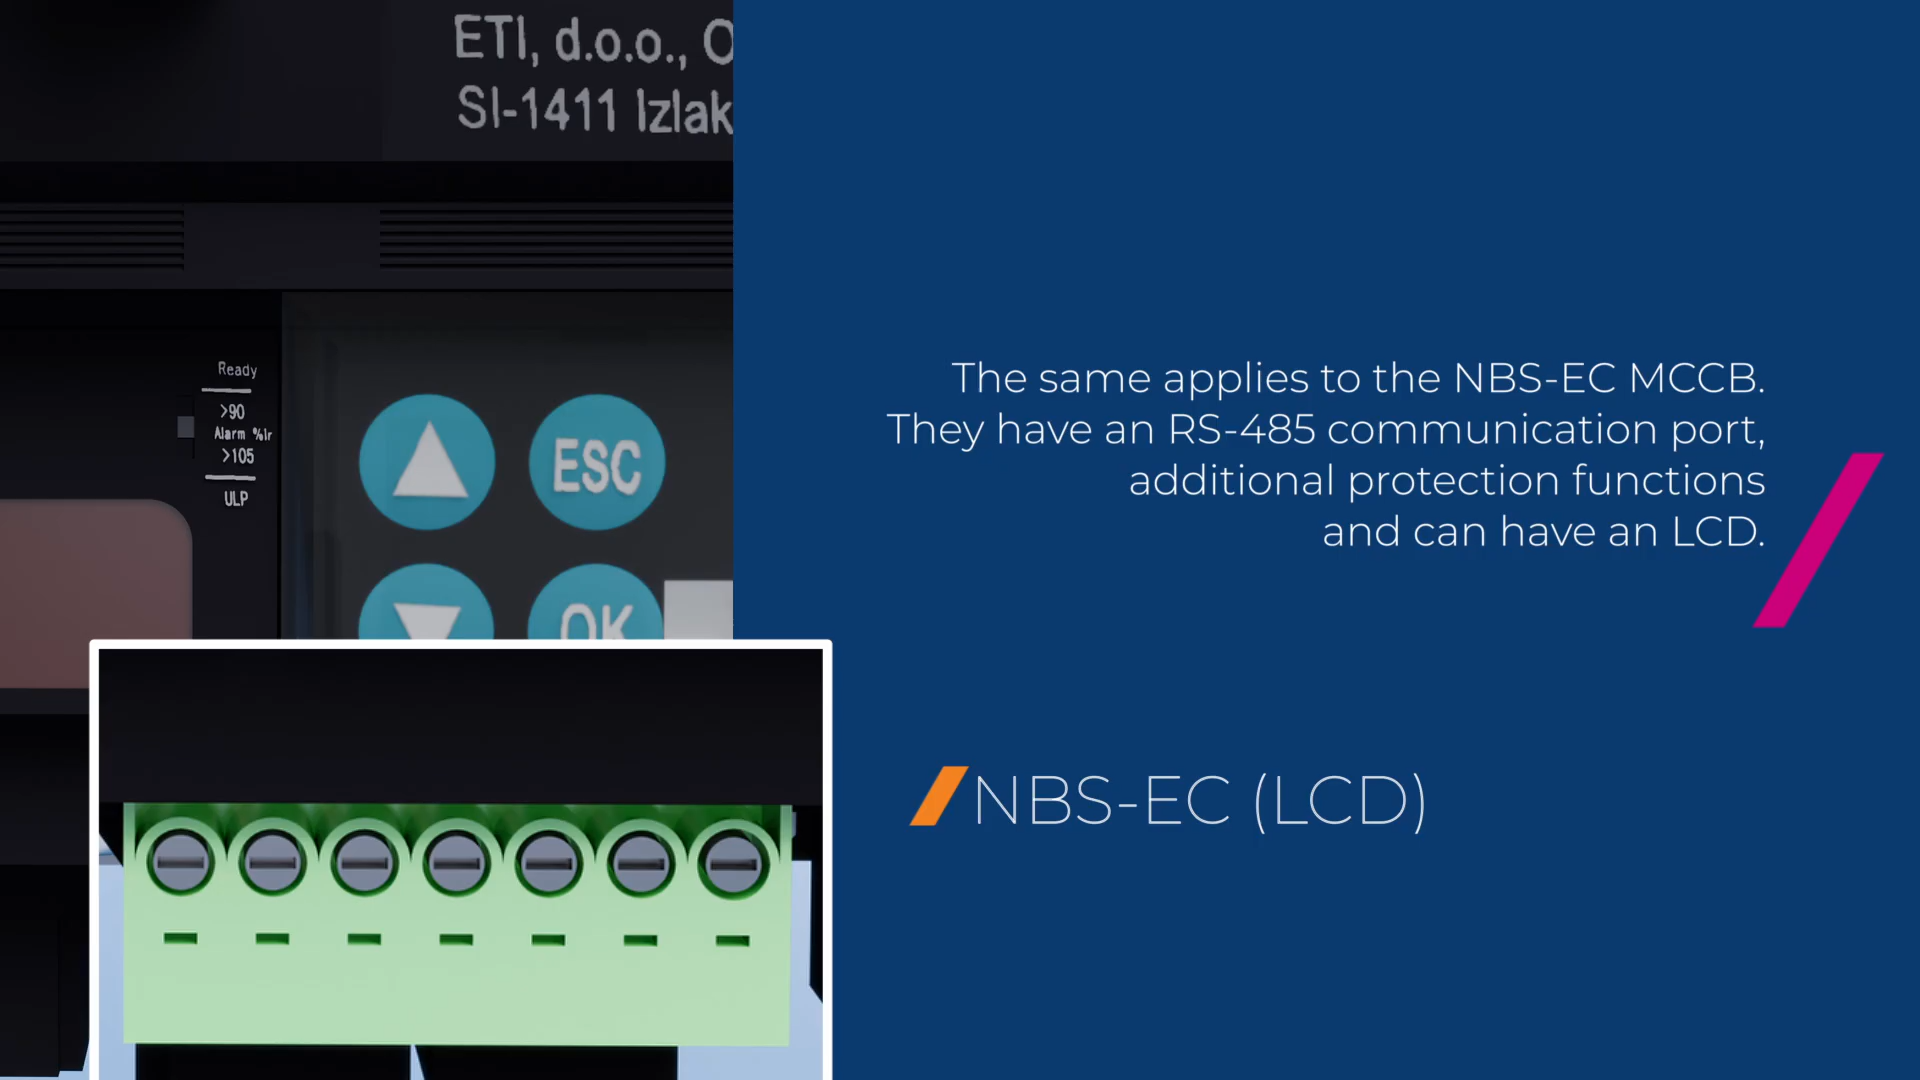 ETI, d.o.o.,
SI-1411 Izlak
Ready
>90
Alarm %Ir
>105
ULP
ESC
OK
The same applies to the NBS-EC MCCB.
They have an RS-485 communication port,
additional protection functions
and can have an LCD.
NBS-EC (LCD)